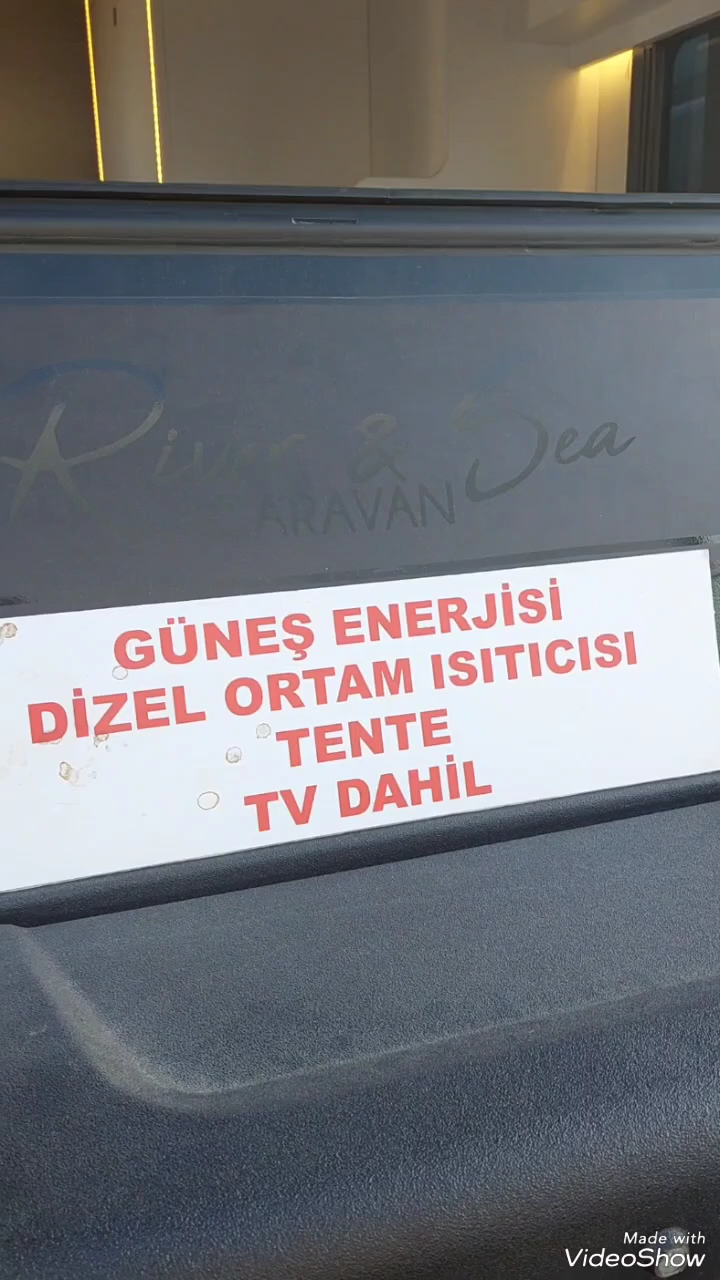 River & Sea
ARAVAN
GÜNEŞ ENERJİSİ
DİZEL ORTAM ISITICISI
TENTE
TV DAHİL
Made with
VideoShow